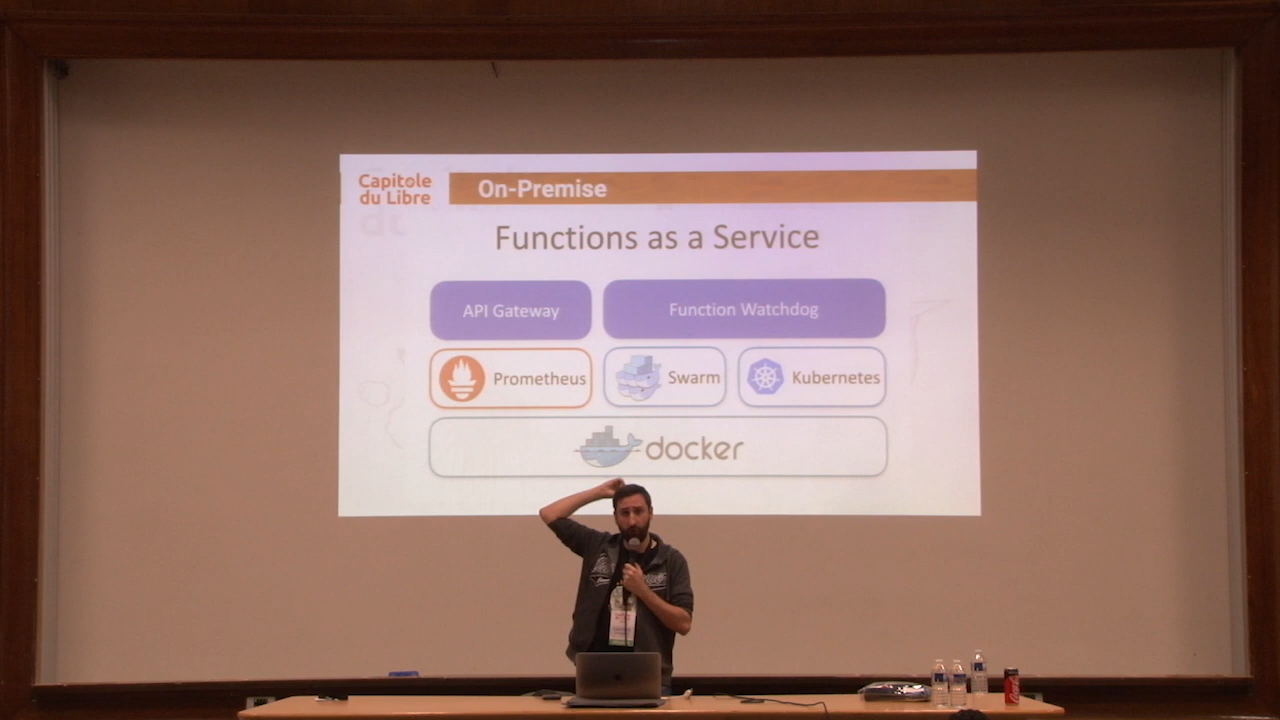 Capitole
du Libre
On-Premise
Functions as a Service
API Gateway
Function Watchdog
Prometheus
Swarm
Kubernetes
docker